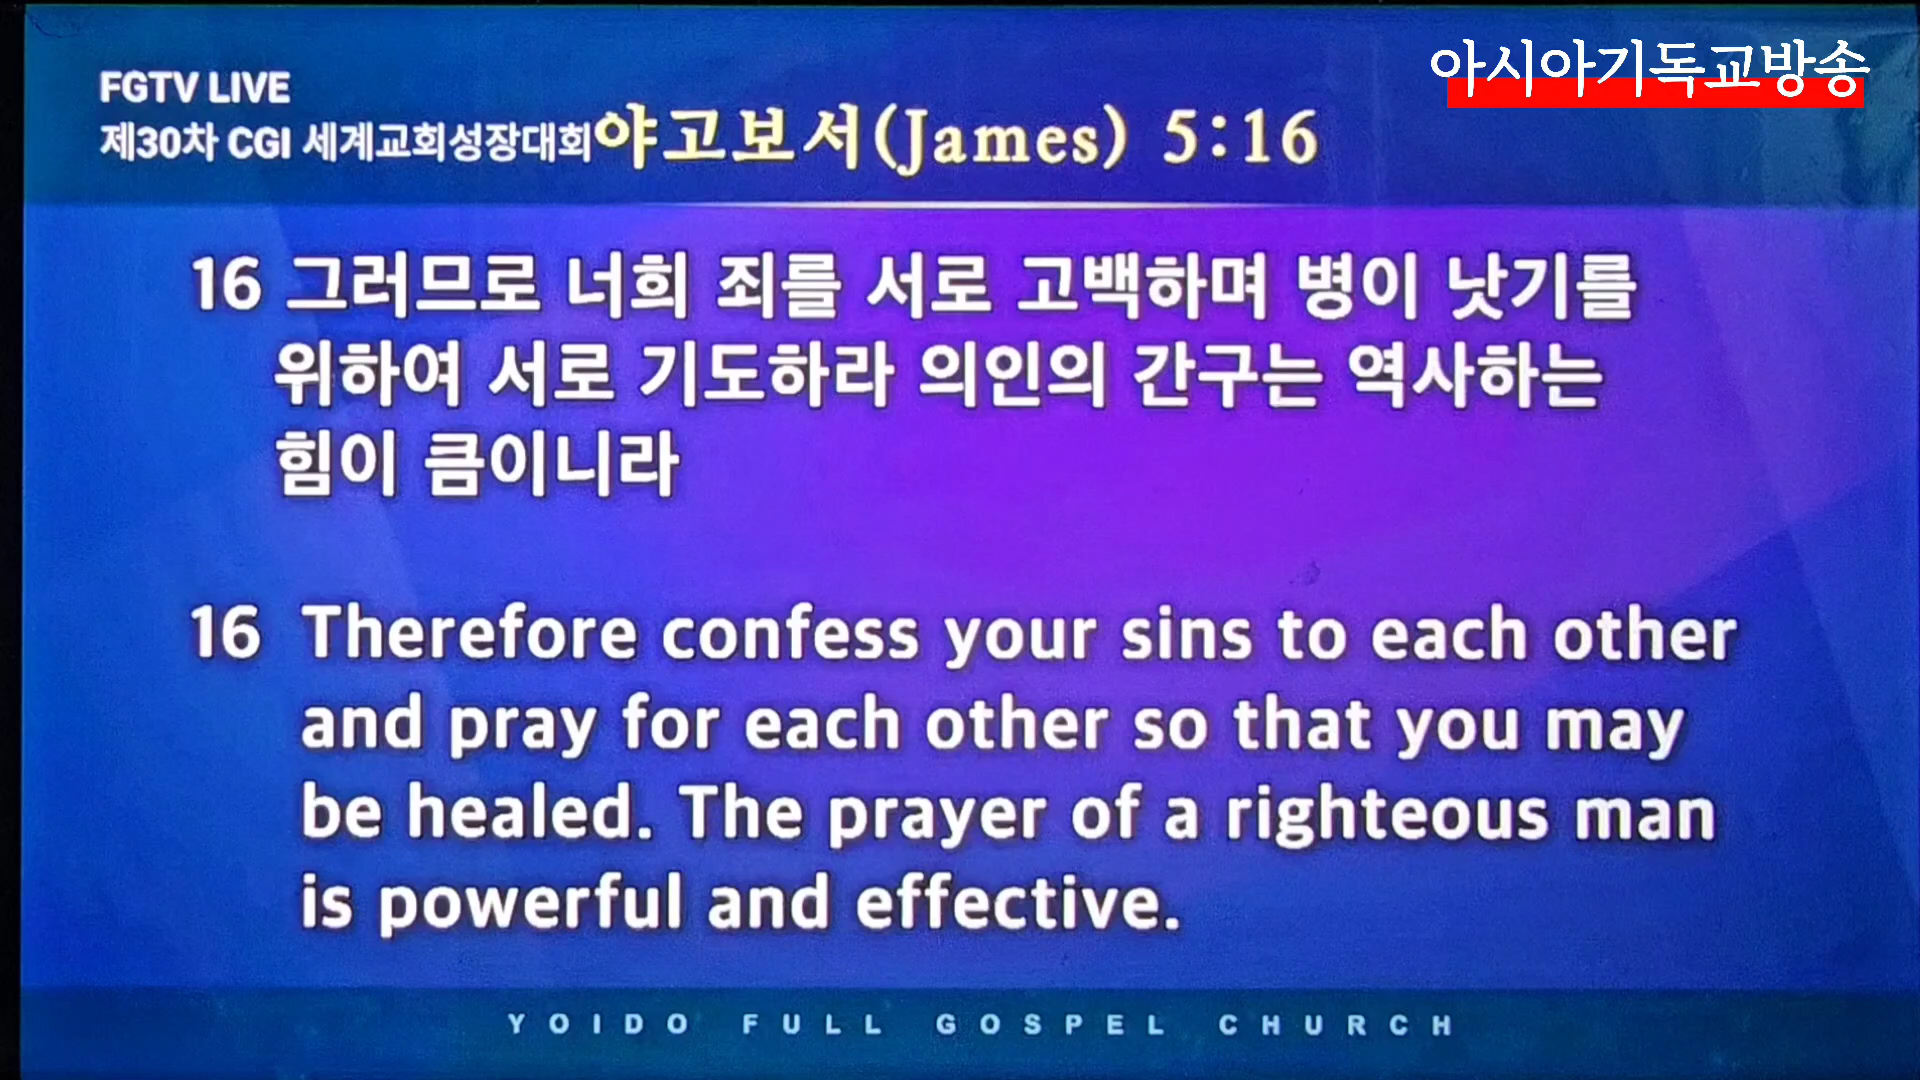 FGTV LIVE
제30차 CGI 세계교회성장대회
야고보서(James) 5:16
아시아기독교방송
16 그러므로 너희 죄를 서로 고백하며 병이 낫기를
위하여 서로 기도하라 의인의 간구는 역사하는
힘이 큼이니라
16 Therefore confess your sins to each other
and pray for each other so that you may
be healed. The prayer of a righteous man
is powerful and effective.
YOIDO FULL GOSPEL CHURCH